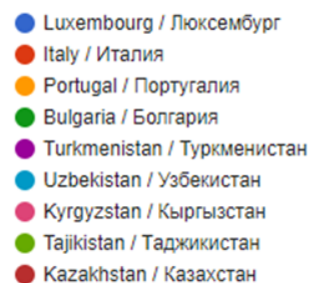 Luxembourg / Люксембург
Italy / Италия
Portugal / Португалия
Bulgaria / Болгария
Turkmenistan / Туркменистан
Uzbekistan / Узбекистан
Kyrgyzstan / Кыргызстан
Tajikistan / Таджикистан
Kazakhstan / Казахстан